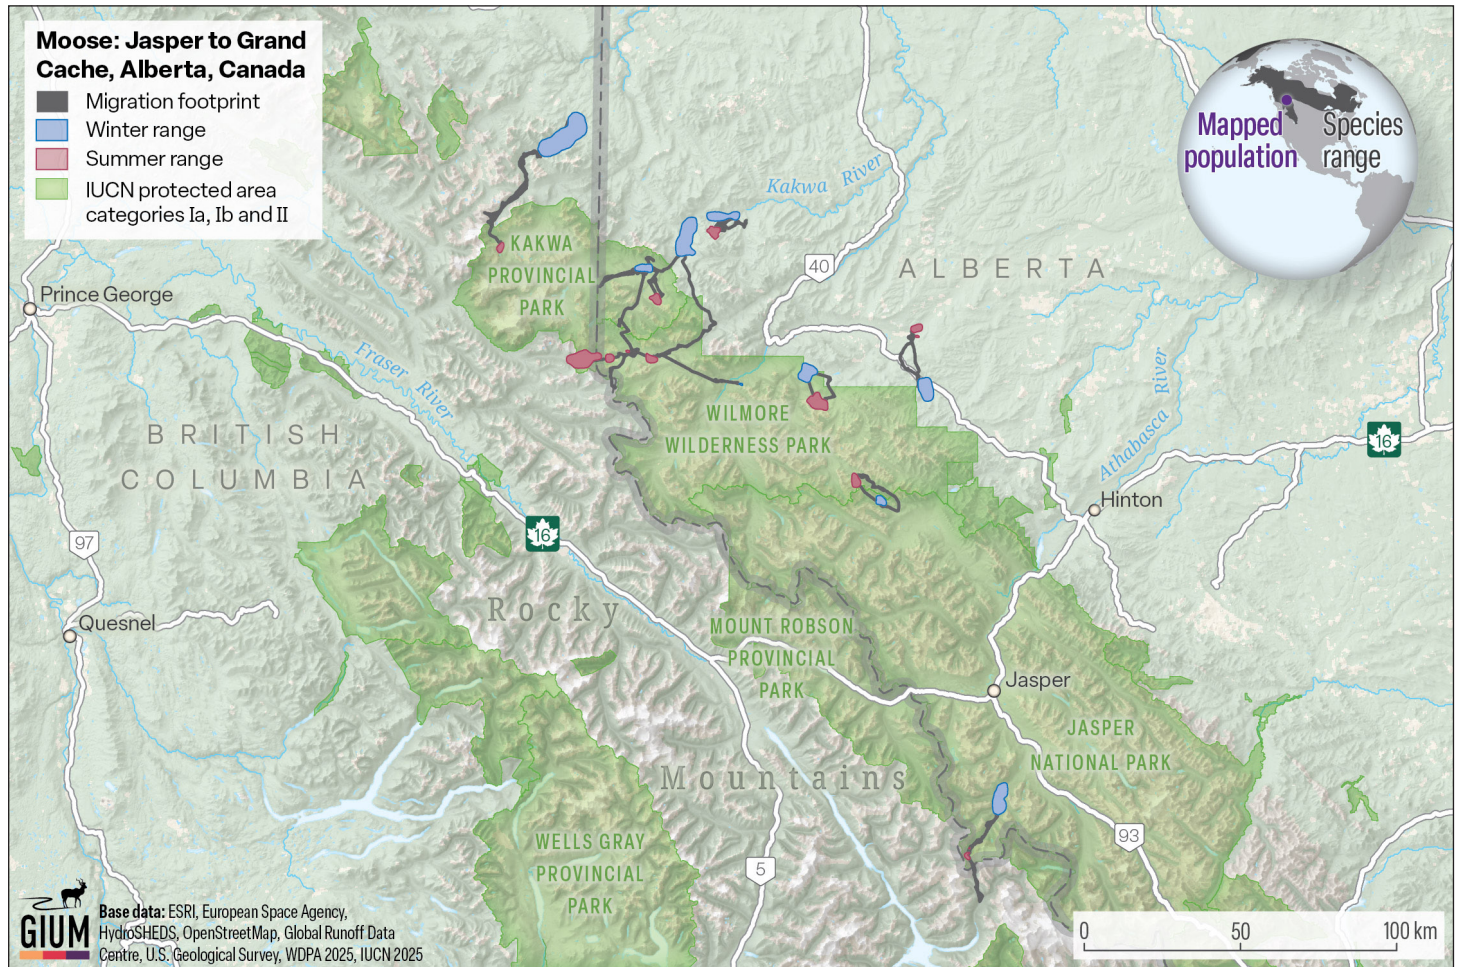 Moose: Jasper to Grand
Cache, Alberta, Canada
Migration footprint
Winter range
Summer range
IUCN protected area
categories Ia, Ib and II
Mapped
population
Species
range
Kakwa River
40
ALBERTA
KAKWA
PROVINCIAL
PARK
Prince George
Fraser River
BRITISH
COLUMBIA
WILMORE
WILDERNESS PARK
Athabasca River
16
Hinton
97
16
Quesnel
Rocky
Mountains
MOUNT ROBSON
PROVINCIAL
PARK
Jasper
JASPER
NATIONAL PARK
WELLS GRAY
PROVINCIAL
PARK
5
93
GIUM
Base data: ESRI, European Space Agency,
HydroSHEDS, OpenStreetMap, Global Runoff Data
Centre, U.S. Geological Survey, WDPA 2025, IUCN 2025
0 50 100 km